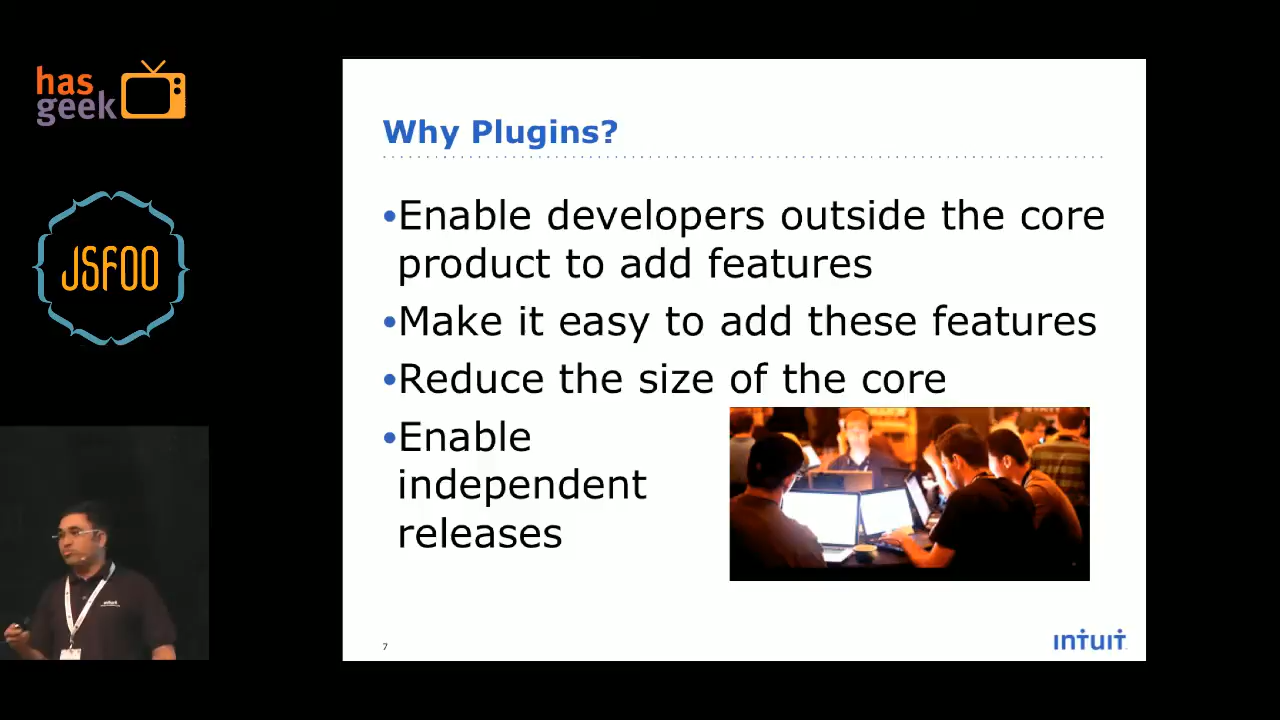 has
geek
JSFOO
Why Plugins?
•Enable developers outside the core
product to add features
•Make it easy to add these features
•Reduce the size of the core
•Enable
independent
releases
7
intuit
intuit